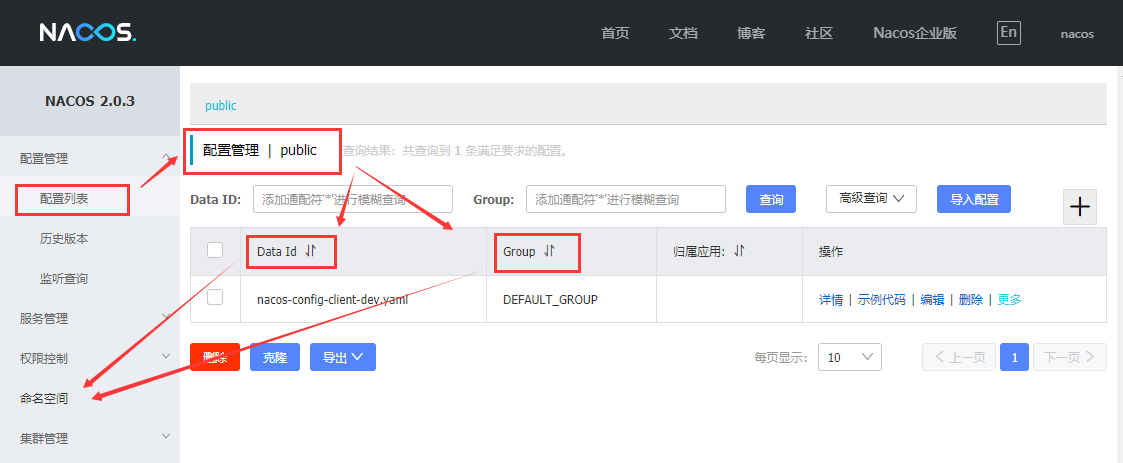 NACOS.
首页 文档 博客 社区 Nacos企业版 En nacos
NACOS 2.0.3
配置管理
配置列表
历史版本
监听查询
服务管理
权限控制
命名空间
集群管理
public
配置管理 | public 查询结果：共查询到 1 条满足要求的配置。
Data ID: 添加通配符'*'进行模糊查询 Group: 添加通配符'*'进行模糊查询 查询 高级查询 导入配置
Data Id Group 归属应用: 操作
nacos-config-client-dev.yaml DEFAULT_GROUP 详情 | 示例代码 | 编辑 | 删除 | 更多
删除 克隆 导出 每页显示: 10 上一页 1 下一页